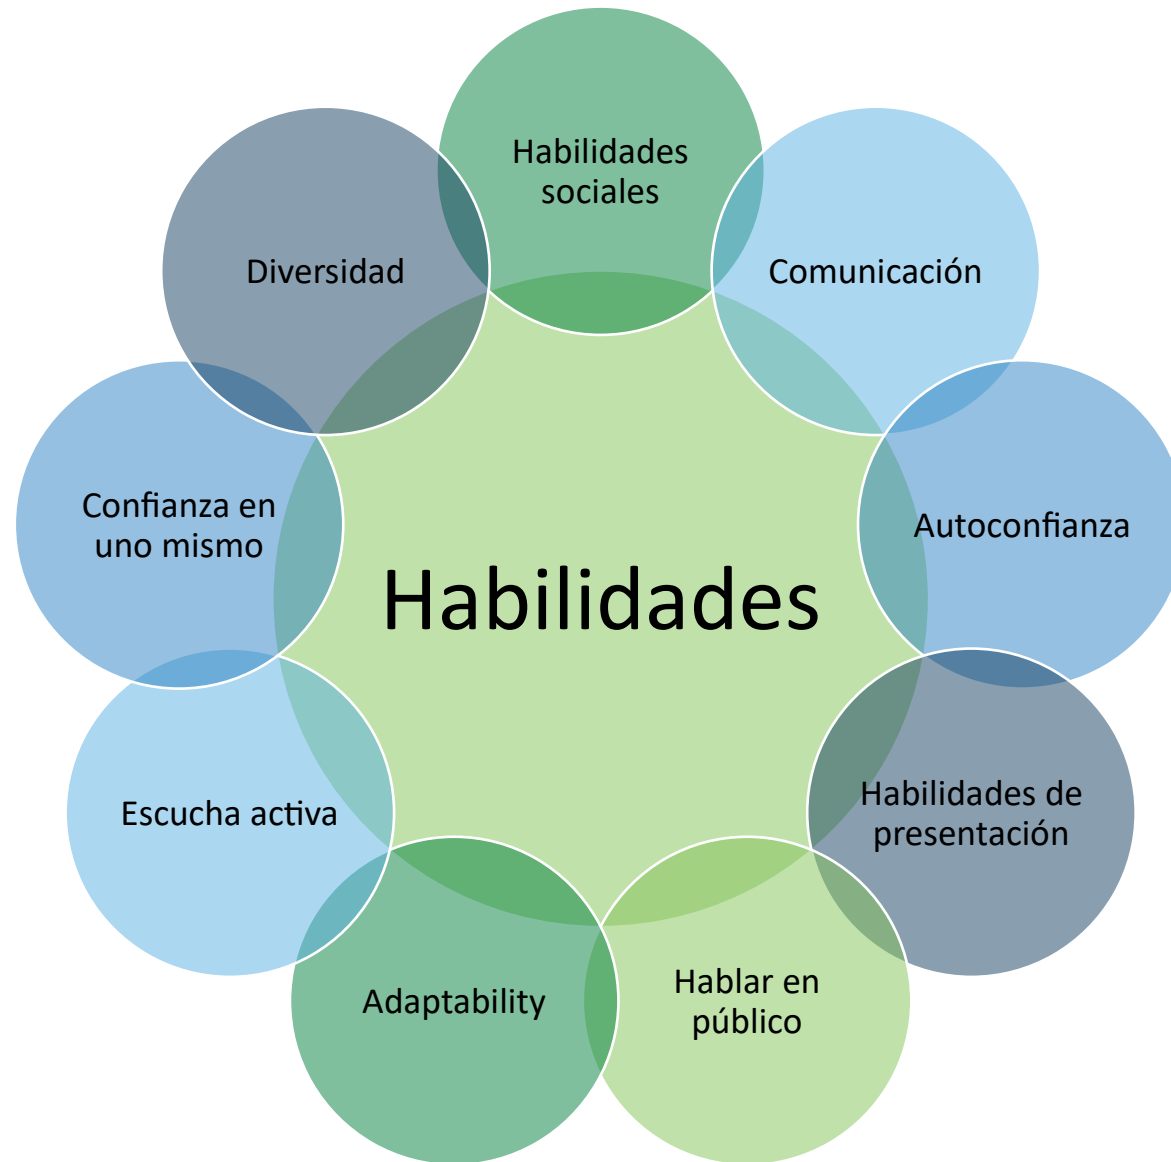 Habilidades
sociales
Comunicación
Diversidad
Autoconfianza
Confianza en
uno mismo
Habilidades
Habilidades de
presentación
Escucha activa
Hablar en
público
Adaptability